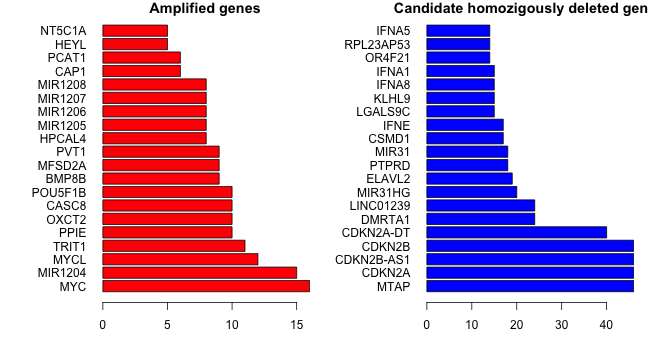 Amplified genes
NT5C1A
HEYL
PCAT1
CAP1
MIR1208
MIR1207
MIR1206
MIR1205
HPCAL4
PVT1
MFSD2A
BMP8B
POU5F1B
CASC8
OXCT2
PPIE
TRIT1
MYCL
MIR1204
MYC
0 5 10 15
Candidate homozigously deleted gen
IFNA5
RPL23AP53
OR4F21
IFNA1
IFNA8
KLHL9
LGALS9C
IFNE
CSMD1
MIR31
PTPRD
ELAVL2
MIR31HG
LINC01239
DMRTA1
CDKN2A-DT
CDKN2B
CDKN2B-AS1
CDKN2A
MTAP
0 10 20 30 40